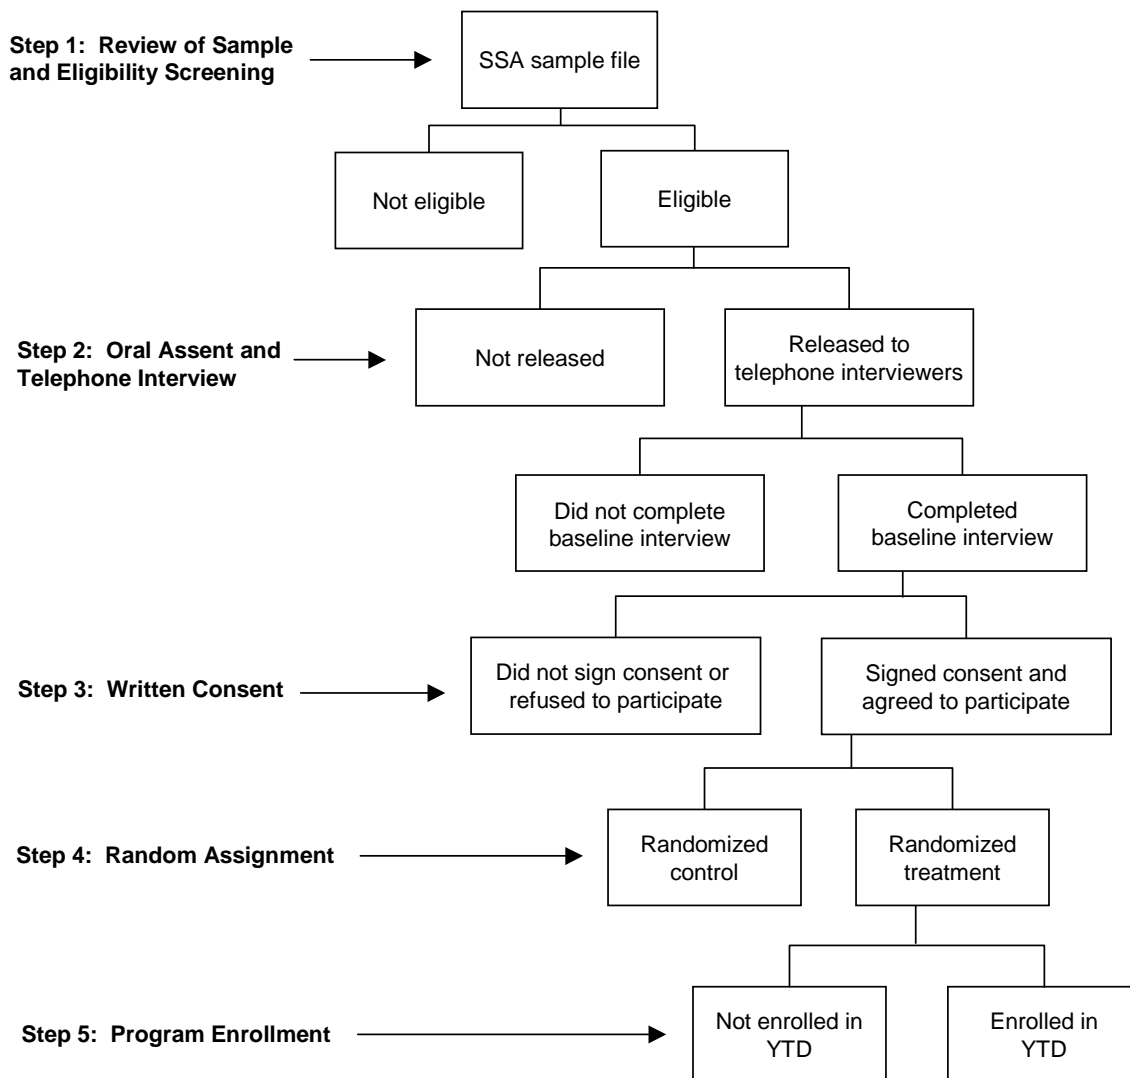 Step 1:  Review of Sample
and Eligibility Screening
SSA sample file
Not eligible
Eligible
Step 2:  Oral Assent and
Telephone Interview
Not released
Released to
telephone interviewers
Did not complete
baseline interview
Completed
baseline interview
Step 3:  Written Consent
Did not sign consent or
refused to participate
Signed consent and
agreed to participate
Step 4:  Random Assignment
Randomized
control
Randomized
treatment
Step 5:  Program Enrollment
Not enrolled in
YTD
Enrolled in
YTD